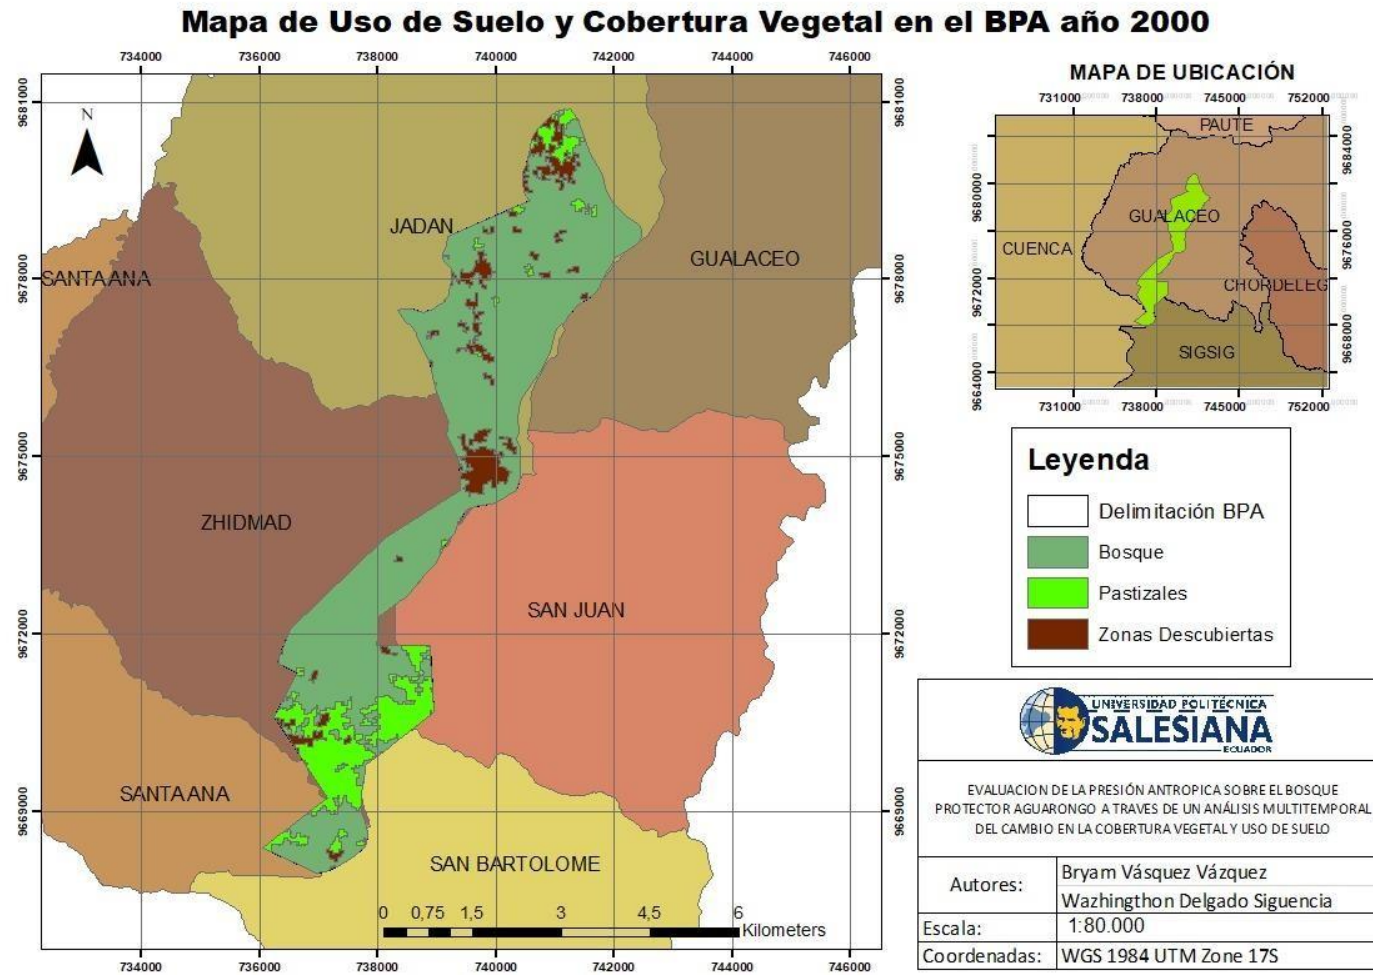 Mapa de Uso de Suelo y Cobertura Vegetal en el BPA año 2000
734000 736000 738000 740000 742000 744000 746000
9681000 9681000
N
JADAN
GUALACEO
SANTA ANA
9678000 9678000
9675000 9675000
ZHIDMAD
SAN JUAN
9672000 9672000
SANTA ANA
9669000 9669000
SAN BARTOLOME
0 0,75 1,5 3 4,5 6
Kilometers
734000 736000 738000 740000 742000 744000 746000
MAPA DE UBICACIÓN
731000 738000 745000 752000
PAUTE
9684000
9680000
GUALACEO
9676000
CUENCA
9672000
CHORDELEG
9668000
SIGSIG
9664000
731000 738000 745000 752000
Leyenda
Delimitación BPA
Bosque
Pastizales
Zonas Descubiertas
UNIVERSIDAD POLITÉCNICA
SALESIANA
ECUADOR
EVALUACION DE LA PRESIÓN ANTROPICA SOBRE EL BOSQUE
PROTECTOR AGUARONGO A TRAVES DE UN ANÁLISIS MULTITEMPORAL
DEL CAMBIO EN LA COBERTURA VEGETAL Y USO DE SUELO
Autores:
Bryam Vásquez Vázquez
Wazhingthon Delgado Siguencia
Escala: 1:80.000
Coordenadas: WGS 1984 UTM Zone 17S